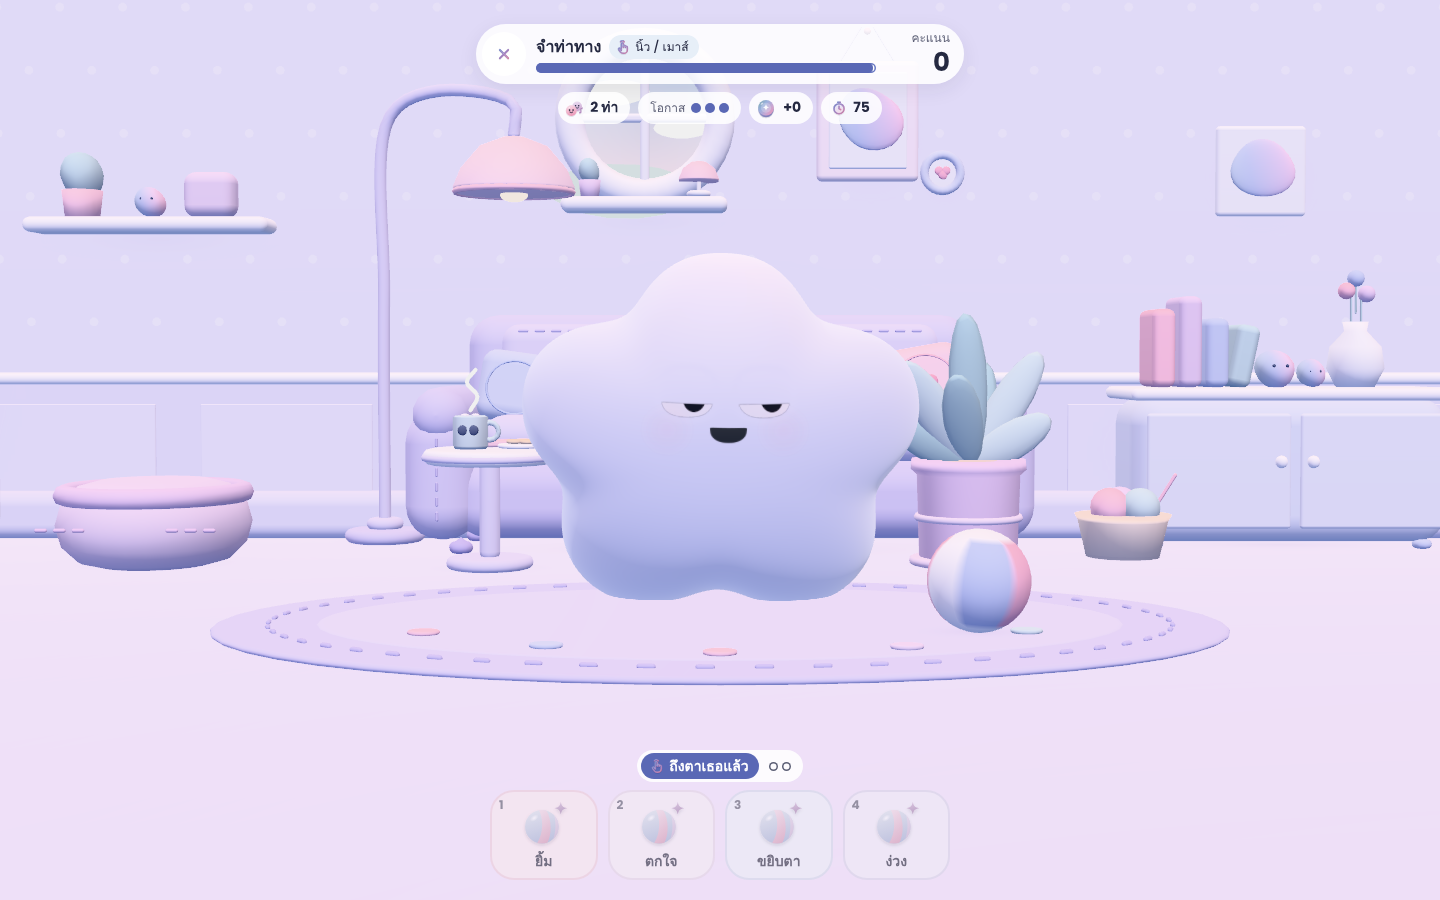 จำท่าทาง
นิ้ว / เมาส์
คะแนน
0
2 ท่า
โอกาส
+0
75
ถึงตาเธอแล้ว
1
ยิ้ม
2
ตกใจ
3
ขยิบตา
4
ง่วง